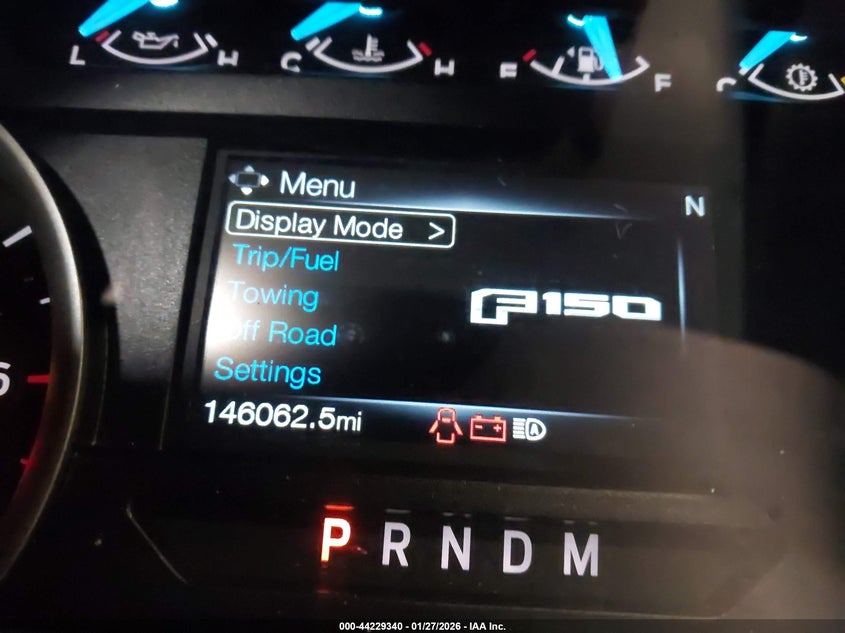 L H C H E F C
Menu
N
Display Mode >
Trip/Fuel
Towing
F150
Off Road
Settings
146062.5mi
A
P R N D M
6
000-44229340 - 01/27/2026 - IAA Inc.